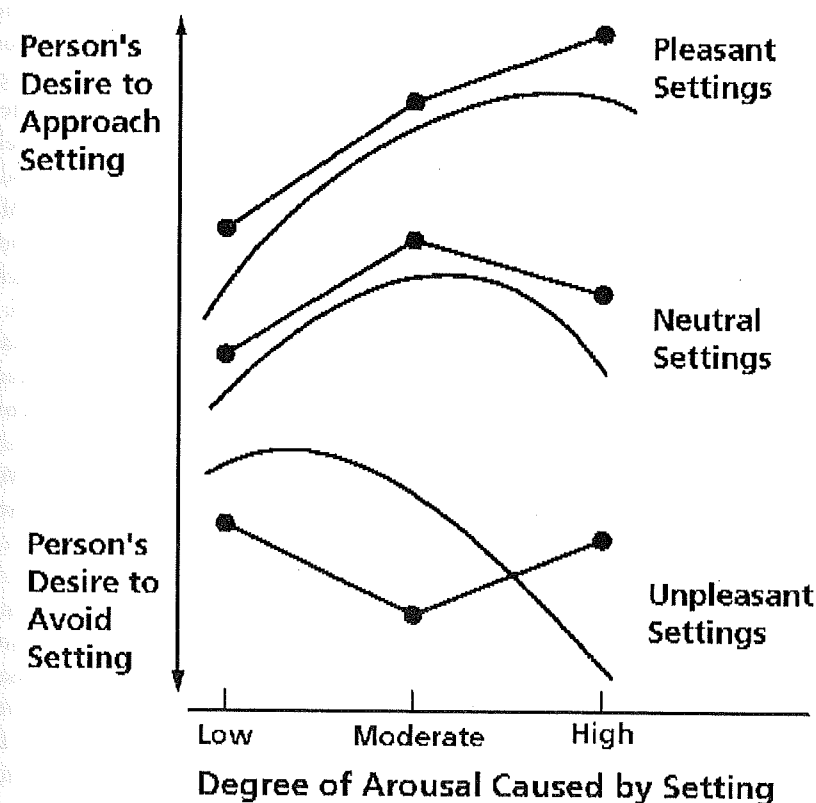 Person's
Desire to
Approach
Setting
Pleasant
Settings
Neutral
Settings
Person's
Desire to
Avoid
Setting
Unpleasant
Settings
Low
Moderate
High
Degree of Arousal Caused by Setting